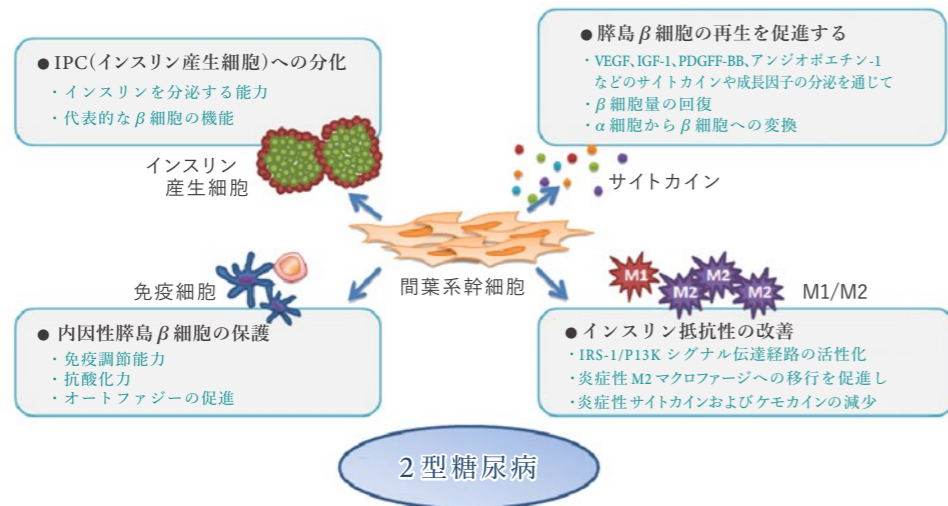 ● IPC(インスリン産生細胞)への分化
・インスリンを分泌する能力
・代表的なβ細胞の機能
インスリン
産生細胞
● 膵島β細胞の再生を促進する
・VEGF、IGF-1、PDGFF-BB、アンジオポエチン-1
などのサイトカインや成長因子の分泌を通じて
・β細胞量の回復
・α細胞からβ細胞への変換
サイトカイン
間葉系幹細胞
免疫細胞
● 内因性膵島β細胞の保護
・免疫調節能力
・抗酸化力
・オートファジーの促進
M1
M2
M2
M2
M1/M2
● インスリン抵抗性の改善
・IRS-1/P13K シグナル伝達経路の活性化
・炎症性M2マクロファージへの移行を促進し
・炎症性サイトカインおよびケモカインの減少
2型糖尿病